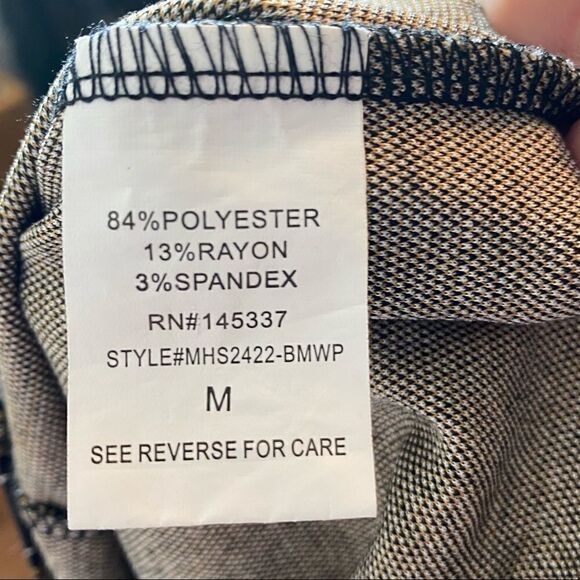 84%POLYESTER
13%RAYON
3%SPANDEX
RN#145337
STYLE#MHS2422-BMWP
M
SEE REVERSE FOR CARE